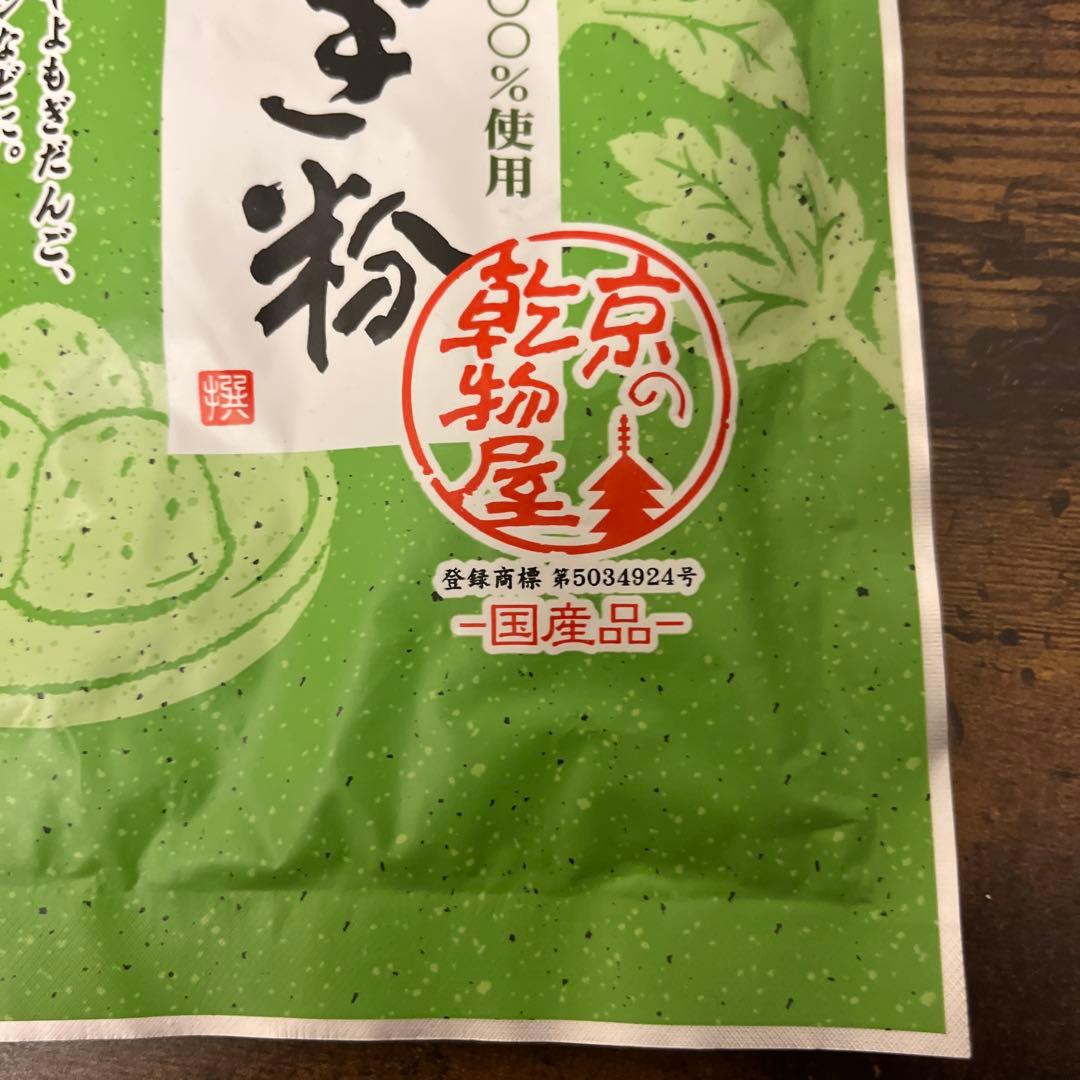 〇〇%使用
ぎ粉
撰
よもぎだんご、
などに。
京の
乾物屋
登録商標 第5034924号
国産品